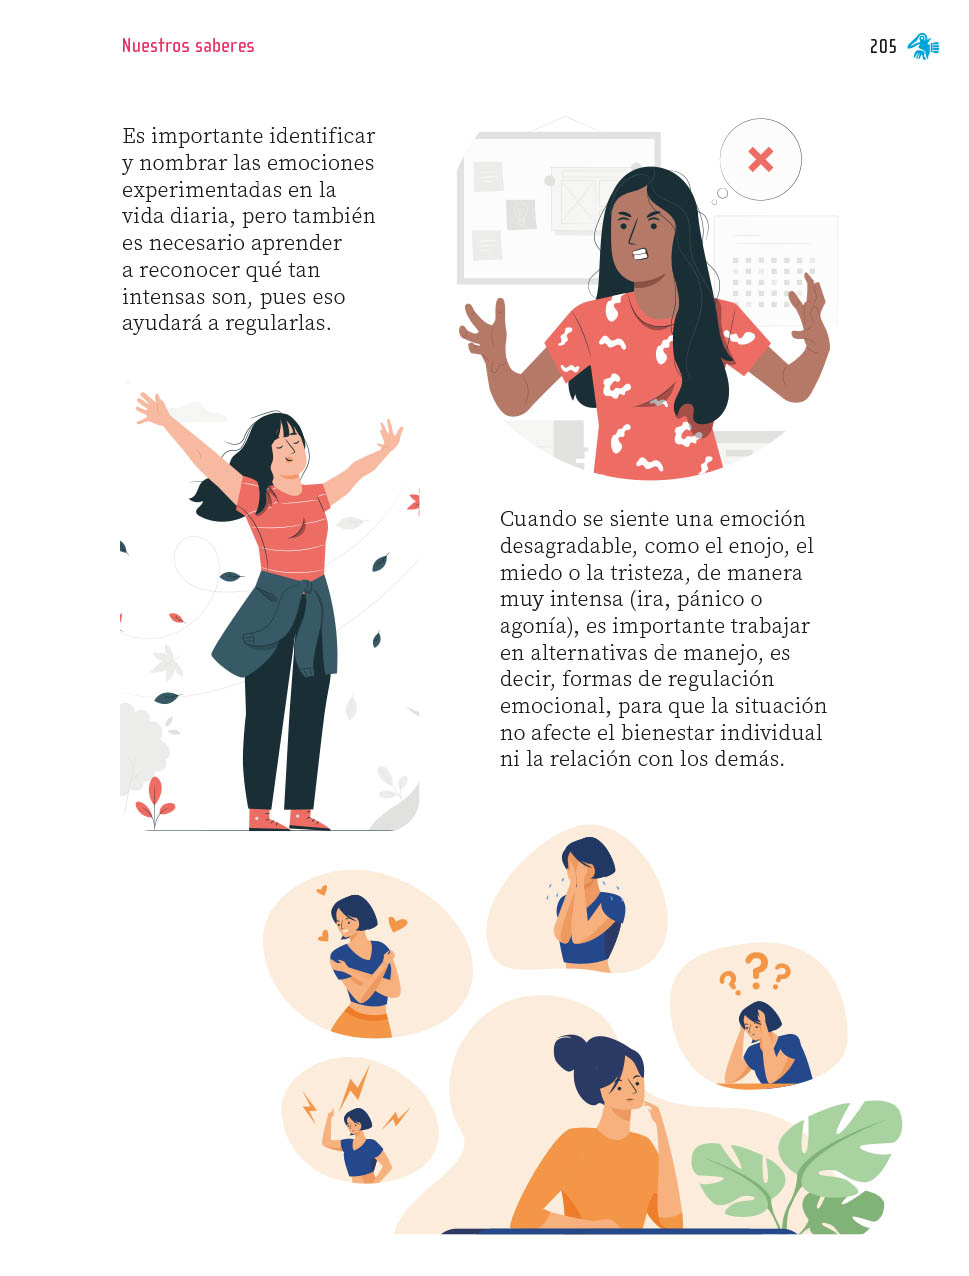 Nuestros saberes
205
Es importante identificar
y nombrar las emociones
experimentadas en la
vida diaria, pero también
es necesario aprender
a reconocer qué tan
intensas son, pues eso
ayudará a regularlas.
Cuando se siente una emoción
desagradable, como el enojo, el
miedo o la tristeza, de manera
muy intensa (ira, pánico o
agonía), es importante trabajar
en alternativas de manejo, es
decir, formas de regulación
emocional, para que la situación
no afecte el bienestar individual
ni la relación con los demás.
???